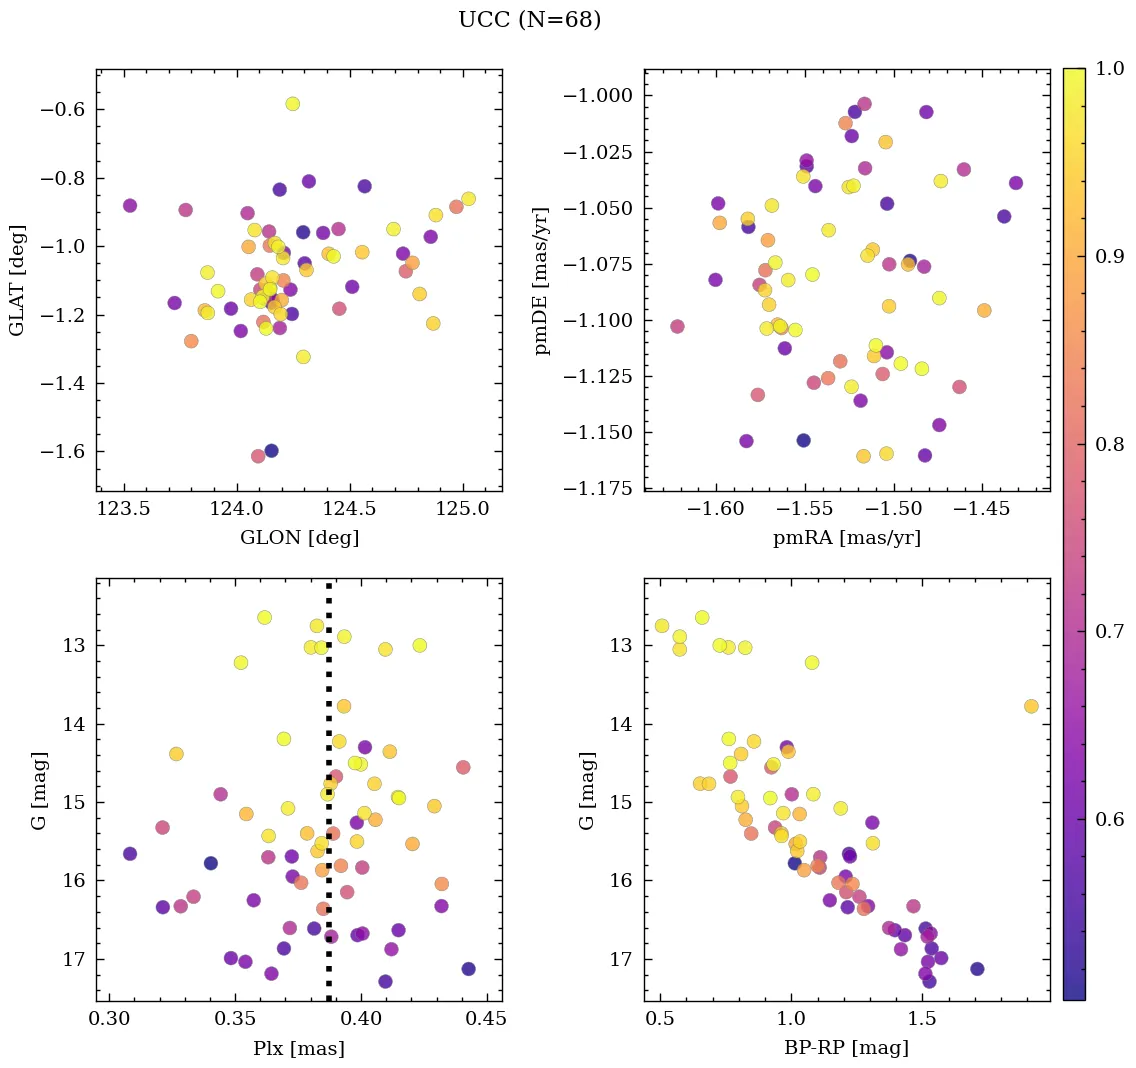 UCC (N=68)
−0.6
−0.8
−1.0
−1.2
−1.4
−1.6
GLAT [deg]
123.5 124.0 124.5 125.0
GLON [deg]
−1.000
−1.025
−1.050
−1.075
−1.100
−1.125
−1.150
−1.175
pmDE [mas/yr]
−1.60 −1.55 −1.50 −1.45
pmRA [mas/yr]
1.0
0.9
0.8
0.7
0.6
13
14
15
16
17
G [mag]
0.30 0.35 0.40 0.45
Plx [mas]
13
14
15
16
17
G [mag]
0.5 1.0 1.5
BP-RP [mag]